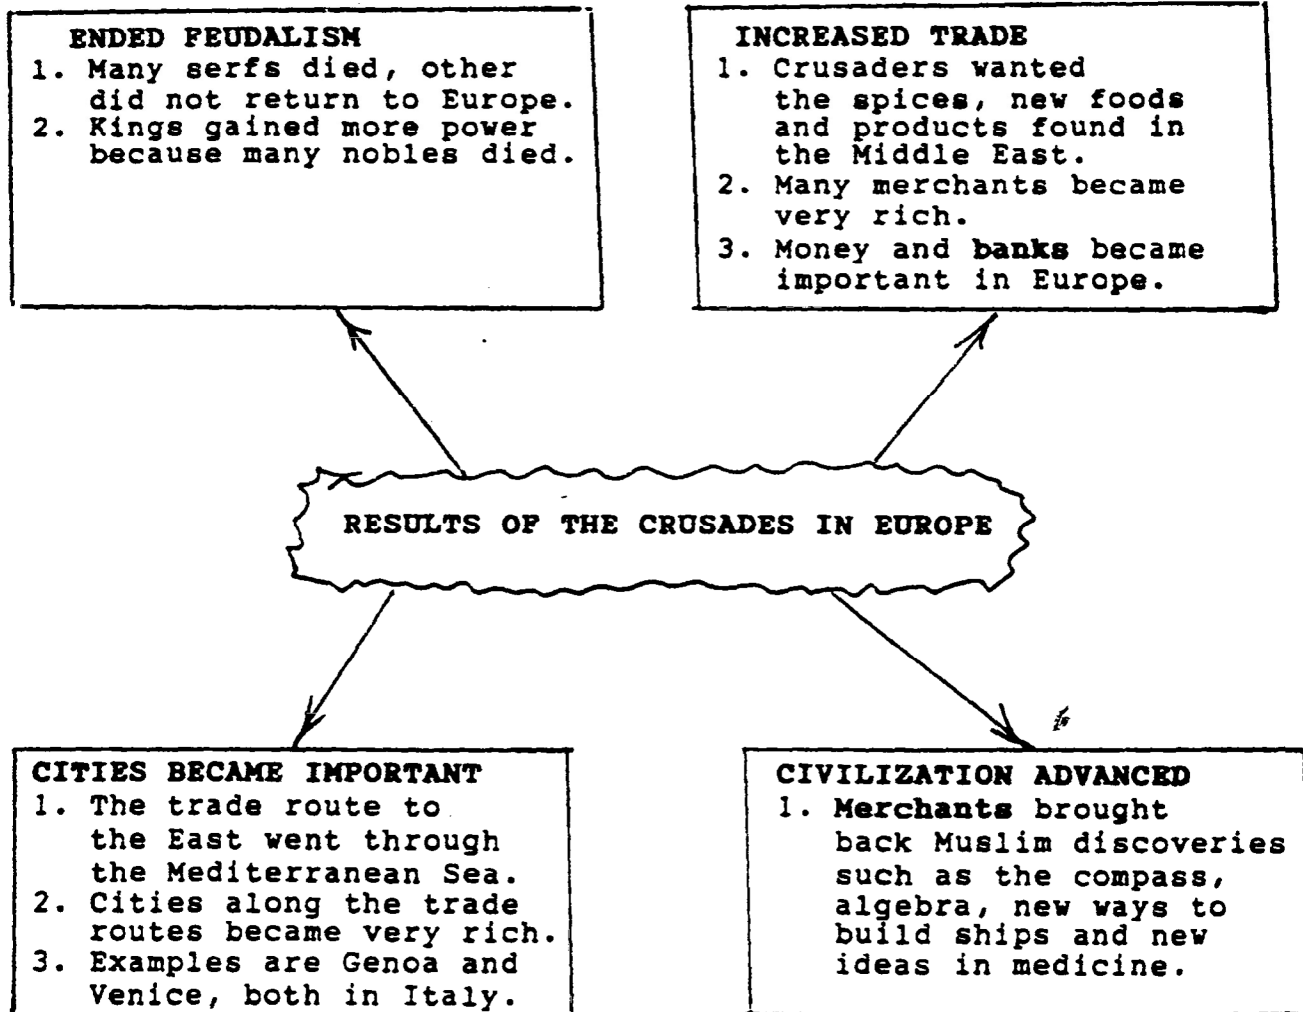 ENDED FEUDALISM
1. Many serfs died, other
did not return to Europe.
2. Kings gained more power
because many nobles died.
INCREASED TRADE
1. Crusaders wanted
the spices, new foods
and products found in
the Middle East.
2. Many merchants became
very rich.
3. Money and banks became
important in Europe.
RESULTS OF THE CRUSADES IN EUROPE
CITIES BECAME IMPORTANT
1. The trade route to
the East went through
the Mediterranean Sea.
2. Cities along the trade
routes became very rich.
3. Examples are Genoa and
Venice, both in Italy.
CIVILIZATION ADVANCED
1. Merchants brought
back Muslim discoveries
such as the compass,
algebra, new ways to
build ships and new
ideas in medicine.